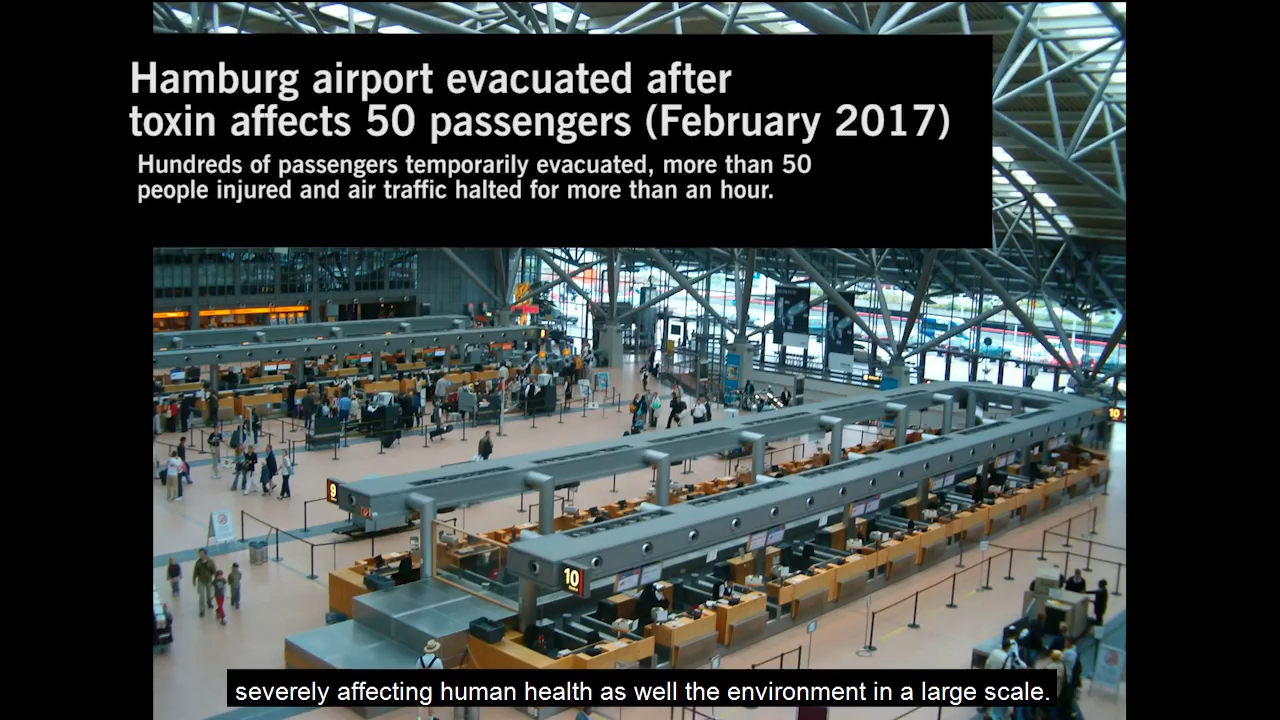 Hamburg airport evacuated after
toxin affects 50 passengers (February 2017)
Hundreds of passengers temporarily evacuated, more than 50
people injured and air traffic halted for more than an hour.
9
10
10
severely affecting human health as well the environment in a large scale.